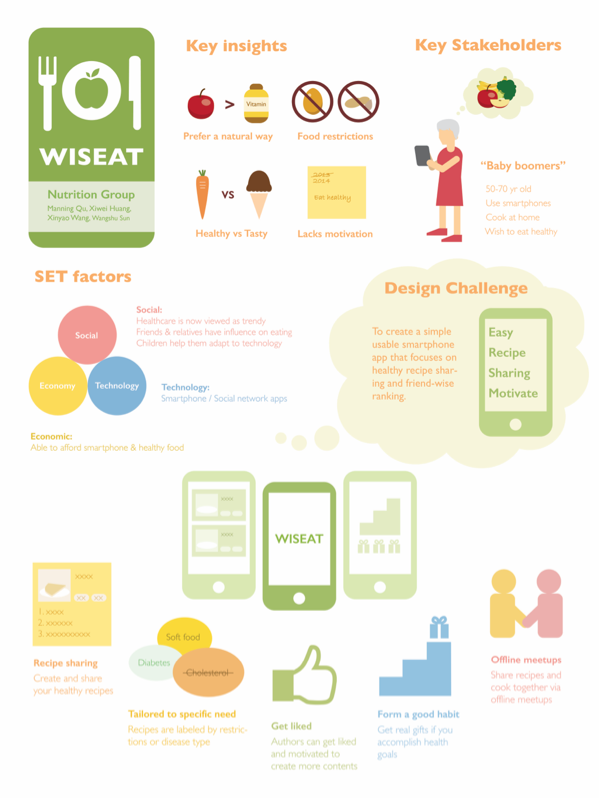 WISEAT
Nutrition Group
Manning Qu, Xiwei Huang,
Xinyao Wang, Wangshu Sun
Key insights
>
Vitamin
Prefer a natural way
Food restrictions
VS
Healthy vs Tasty
2013
2014
Eat healthy
Lacks motivation
Key Stakeholders
“Baby boomers”
50-70 yr old
Use smartphones
Cook at home
Wish to eat healthy
SET factors
Social
Economy
Technology
Social:
Healthcare is now viewed as trendy
Friends & relatives have influence on eating
Children help them adapt to technology
Technology:
Smartphone / Social network apps
Economic:
Able to afford smartphone & healthy food
Design Challenge
To create a simple
usable smartphone
app that focuses on
healthy recipe shar-
ing and friend-wise
ranking.
Easy
Recipe
Sharing
Motivate
xxxx
xxxx
WISEAT
xxxx
xx xx
1. xxxx
2. xxxxxx
3. xxxxxxxxxx
Recipe sharing
Create and share
your healthy recipes
Soft food
Diabetes
Cholesterol
Tailored to specific need
Recipes are labeled by restric-
tions or disease type
Get liked
Authors can get liked
and motivated to
create more contents
Form a good habit
Get real gifts if you
accomplish health
goals
Offline meetups
Share recipes and
cook together via
offline meetups